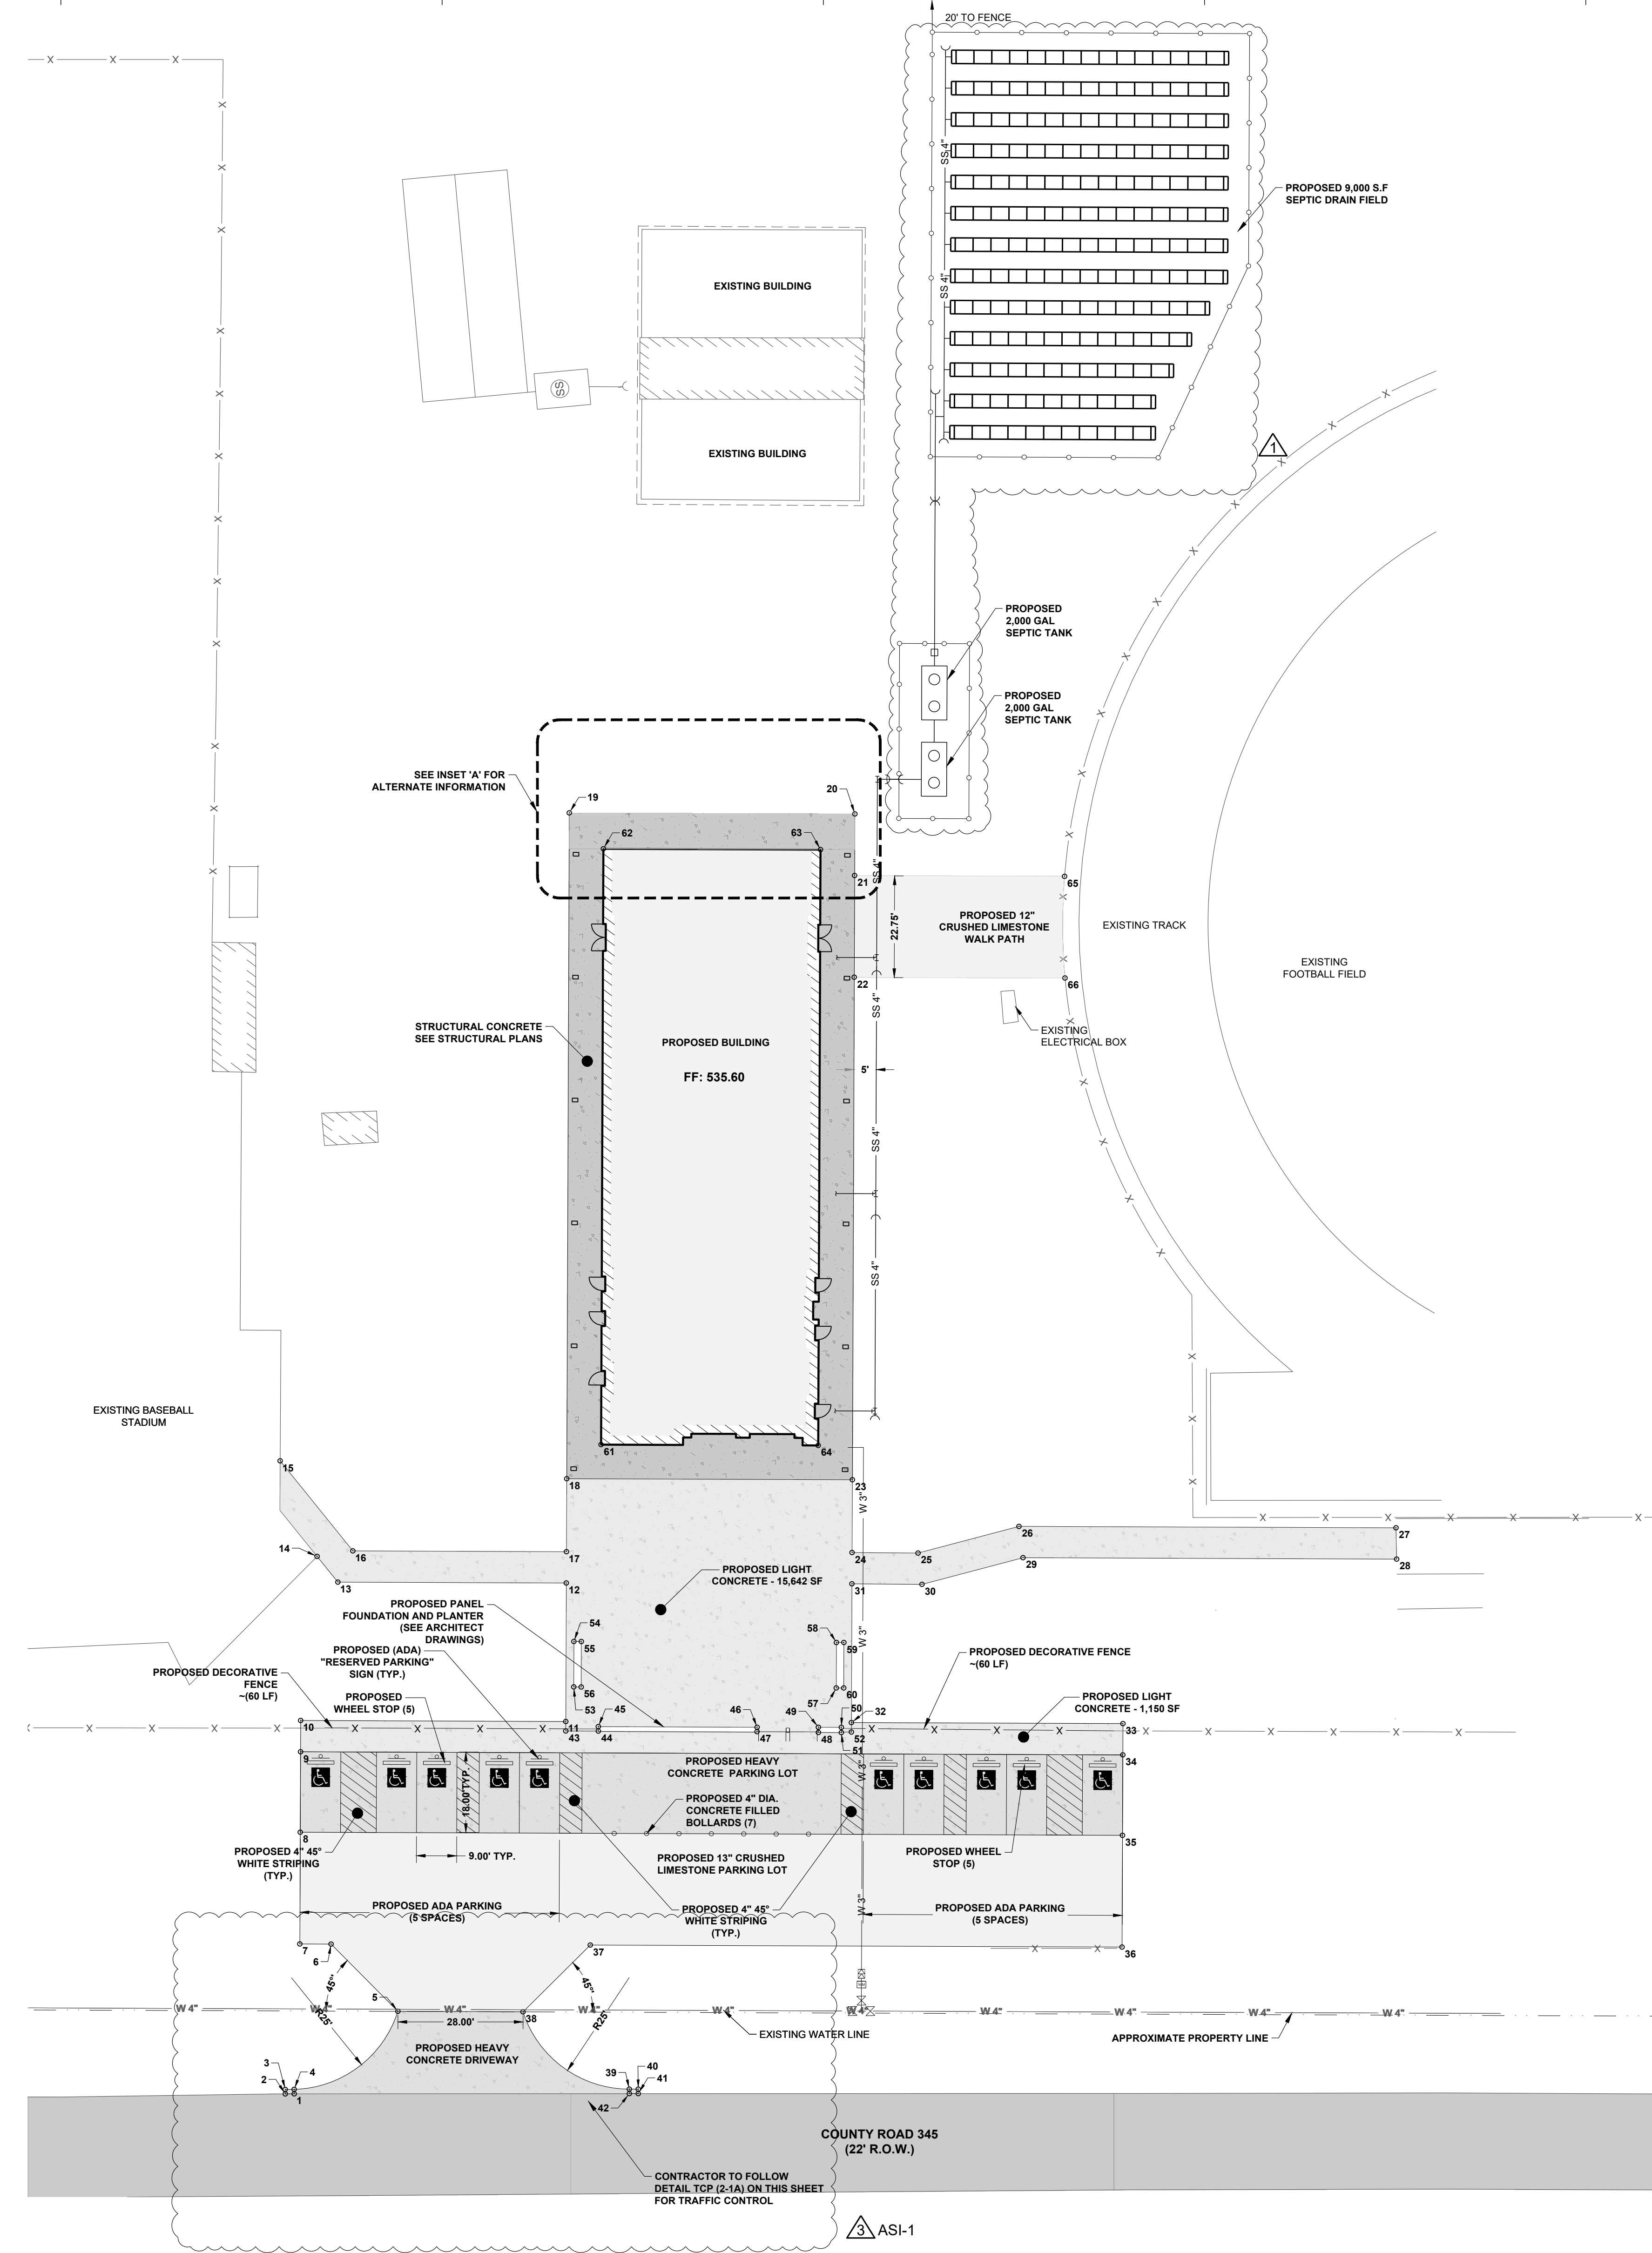 20' TO FENCE
SS 4"
SS 4"
PROPOSED 9,000 S.F
SEPTIC DRAIN FIELD
EXISTING BUILDING
SS
EXISTING BUILDING
1
PROPOSED
2,000 GAL
SEPTIC TANK
PROPOSED
2,000 GAL
SEPTIC TANK
SEE INSET 'A' FOR
ALTERNATE INFORMATION
19
20
62
63
SS 4"
21
65
22.75'
PROPOSED 12"
CRUSHED LIMESTONE
WALK PATH
EXISTING TRACK
EXISTING
FOOTBALL FIELD
22
66
SS 4"
STRUCTURAL CONCRETE
SEE STRUCTURAL PLANS
PROPOSED BUILDING
FF: 535.60
EXISTING
ELECTRICAL BOX
5'
SS 4"
SS 4"
EXISTING BASEBALL
STADIUM
61
64
15
18
23
W 3"
14
16
17
24
25
26
27
28
29
13
12
31
30
PROPOSED LIGHT
CONCRETE - 15,642 SF
PROPOSED PANEL
FOUNDATION AND PLANTER
(SEE ARCHITECT
DRAWINGS)
54
55
58
59
W 3"
PROPOSED (ADA)
"RESERVED PARKING"
SIGN (TYP.)
PROPOSED DECORATIVE FENCE
~(60 LF)
PROPOSED DECORATIVE
FENCE
~(60 LF)
56
57
60
PROPOSED
WHEEL STOP (5)
PROPOSED LIGHT
CONCRETE - 1,150 SF
53
45
46
49
50
32
10
11
43
44
47
48
52
51
33
9
34
PROPOSED HEAVY
CONCRETE PARKING LOT
W 3"
18.00' TYP.
PROPOSED 4" DIA.
CONCRETE FILLED
BOLLARDS (7)
8
35
PROPOSED 4" 45°
WHITE STRIPING
(TYP.)
9.00' TYP.
PROPOSED 13" CRUSHED
LIMESTONE PARKING LOT
PROPOSED WHEEL
STOP (5)
PROPOSED ADA PARKING
(5 SPACES)
PROPOSED 4" 45°
WHITE STRIPING
(TYP.)
W 3"
PROPOSED ADA PARKING
(5 SPACES)
7
6
37
36
45°
45°
5
38
W 4"
W 4"
W 4"
W 4"
W 4"
W 4"
W 4"
W 4"
W 4"
W 4"
R25'
28.00'
R25'
EXISTING WATER LINE
APPROXIMATE PROPERTY LINE
PROPOSED HEAVY
CONCRETE DRIVEWAY
3
4
2
1
39
40
41
42
COUNTY ROAD 345
(22' R.O.W.)
CONTRACTOR TO FOLLOW
DETAIL TCP (2-1A) ON THIS SHEET
FOR TRAFFIC CONTROL
3 ASI-1